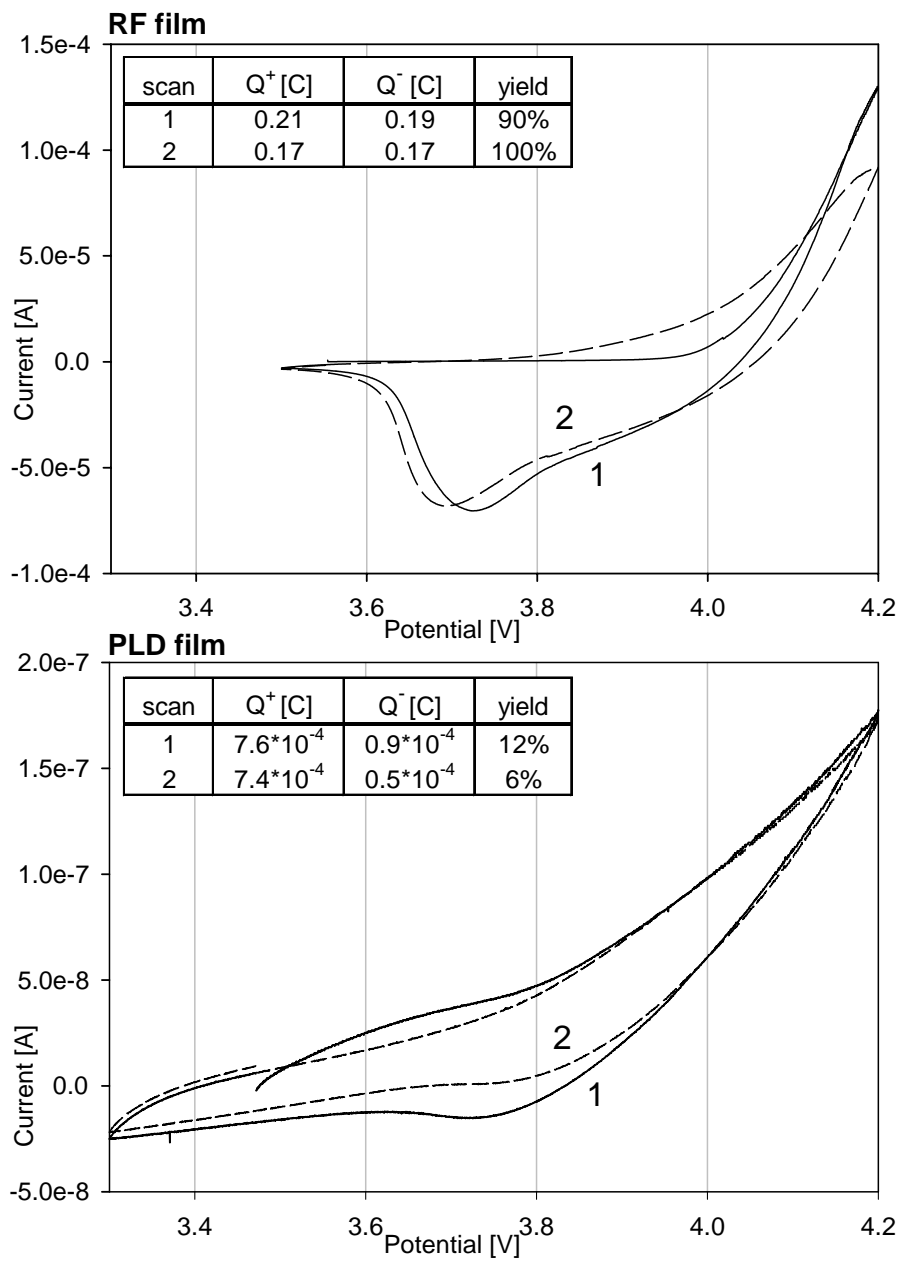 RF film
1.5e-4
scan Q+ [C] Q- [C] yield
1 0.21 0.19 90%
2 0.17 0.17 100%
1.0e-4
5.0e-5
0.0
-5.0e-5
-1.0e-4
Current [A]
2
1
3.4 3.6 3.8 4.0 4.2
Potential [V]
PLD film
2.0e-7
scan Q+ [C] Q- [C] yield
1 7.6*10-4 0.9*10-4 12%
2 7.4*10-4 0.5*10-4 6%
1.5e-7
1.0e-7
5.0e-8
0.0
-5.0e-8
Current [A]
2
1
3.4 3.6 3.8 4.0 4.2
Potential [V]